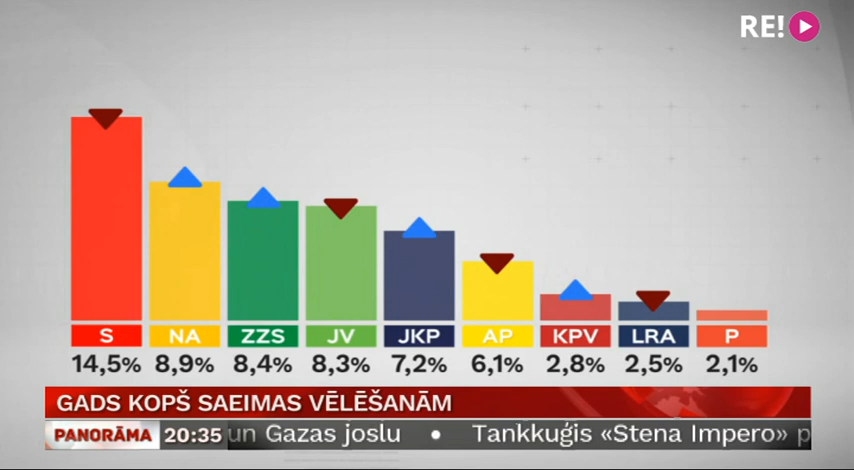 RE!
S NA ZZS JV JKP AP KPV LRA P
14,5% 8,9% 8,4% 8,3% 7,2% 6,1% 2,8% 2,5% 2,1%
GADS KOPŠ SAEIMAS VĒLĒŠANĀM
PANORĀMA 20:35 un Gazas joslu • Tankkuģis «Stena Impero» p